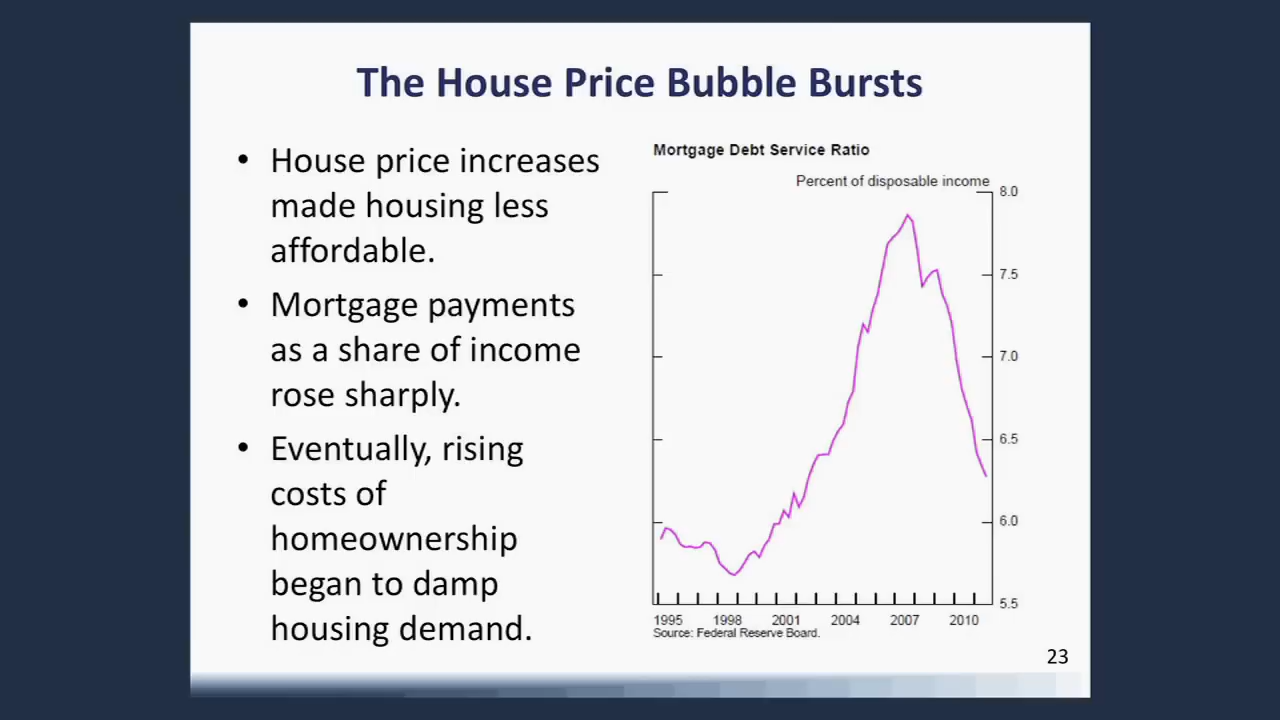 The House Price Bubble Bursts
• House price increases
made housing less
affordable.
• Mortgage payments
as a share of income
rose sharply.
• Eventually, rising
costs of
homeownership
began to damp
housing demand.
Mortgage Debt Service Ratio
Percent of disposable income
8.0
7.5
7.0
6.5
6.0
5.5
1995 1998 2001 2004 2007 2010
Source: Federal Reserve Board.
23